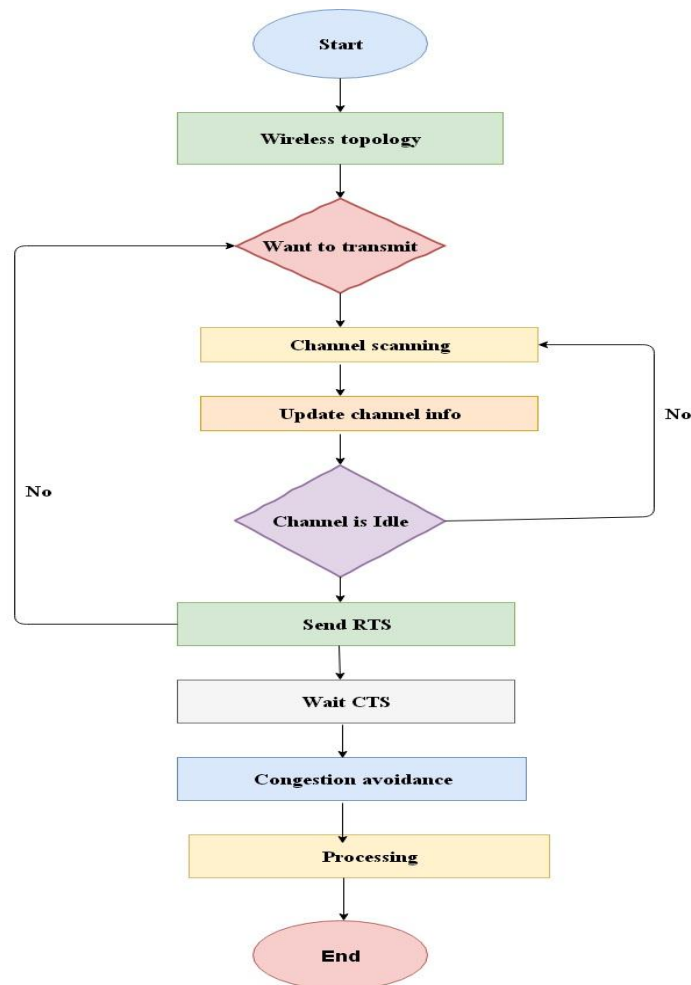 Start
Wireless topology
Want to transmit
Channel scanning
Update channel info
No
No
Channel is Idle
Send RTS
Wait CTS
Congestion avoidance
Processing
End